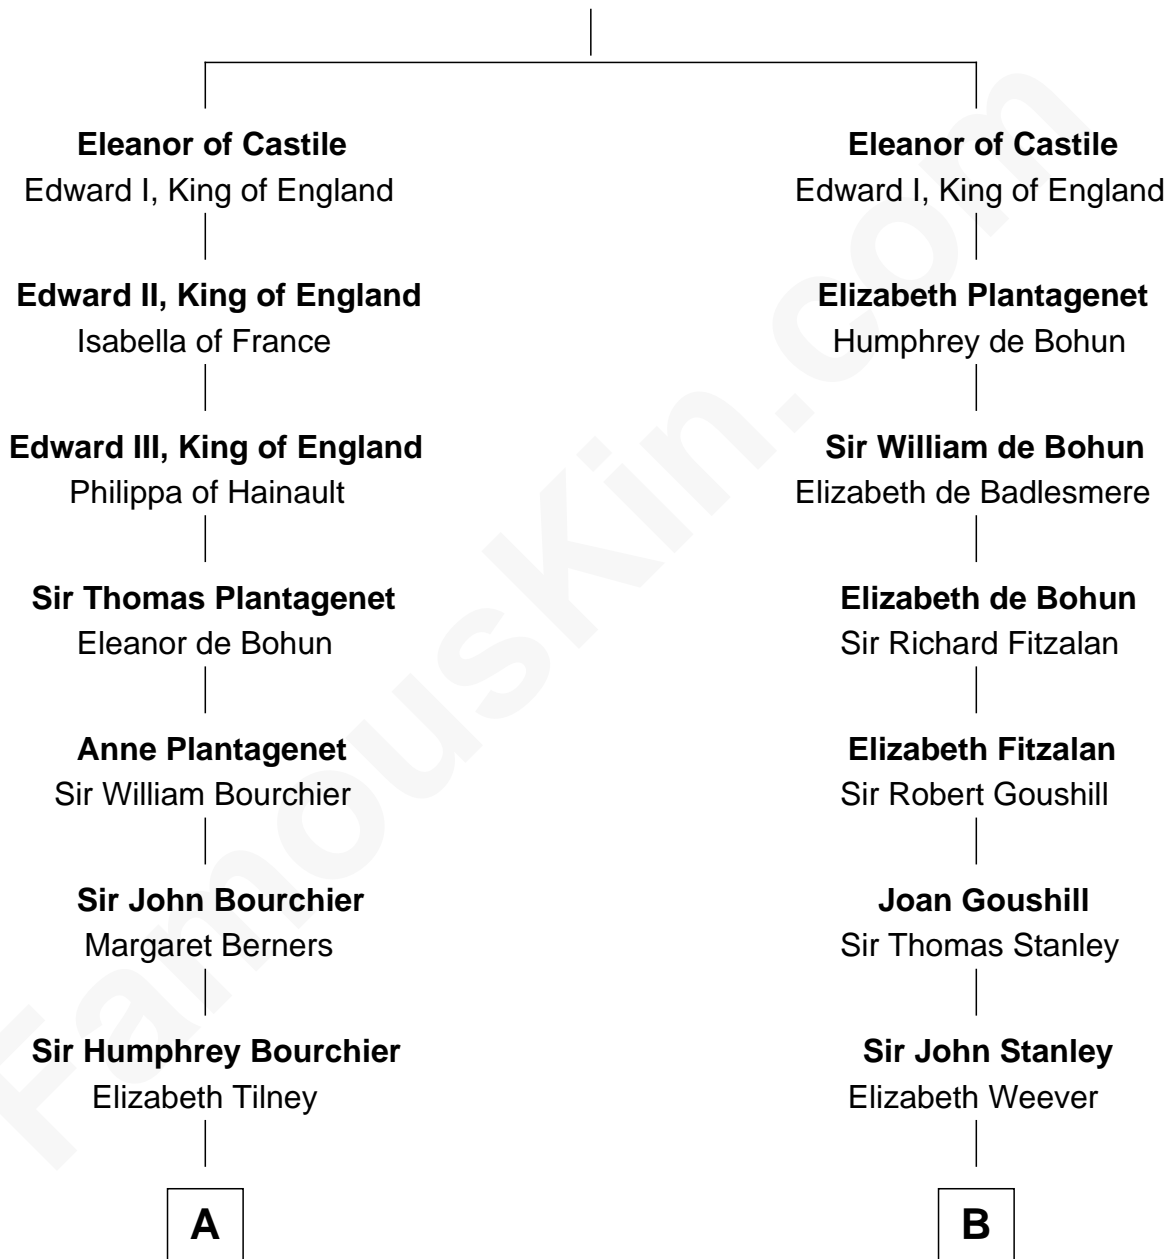 Eleanor of Castile
Edward I, King of England
Edward II, King of England
Isabella of France
Edward III, King of England
Philippa of Hainault
Sir Thomas Plantagenet
Eleanor de Bohun
Anne Plantagenet
Sir William Bourchier
Sir John Bourchier
Margaret Berners
Sir Humphrey Bourchier
Elizabeth Tilney
A
Eleanor of Castile
Edward I, King of England
Elizabeth Plantagenet
Humphrey de Bohun
Sir William de Bohun
Elizabeth de Badlesmere
Elizabeth de Bohun
Sir Richard Fitzalan
Elizabeth Fitzalan
Sir Robert Goushill
Joan Goushill
Sir Thomas Stanley
Sir John Stanley
Elizabeth Weever
B
FamousKin.com